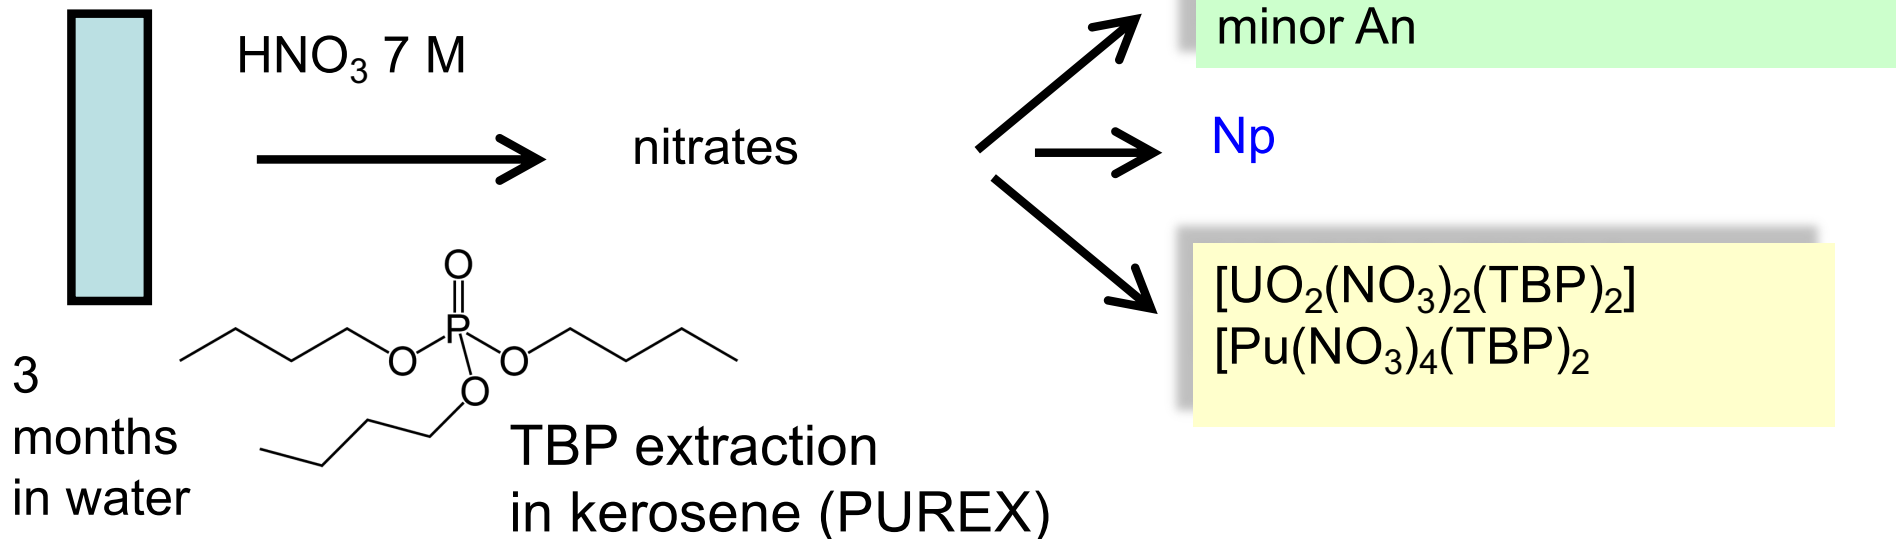 minor An
HNO₃ 7 M
Np
nitrates
[UO₂(NO₃)₂(TBP)₂]
[Pu(NO₃)₄(TBP)₂
O
P
O
O
O
3
months
in water
TBP extraction
in kerosene (PUREX)